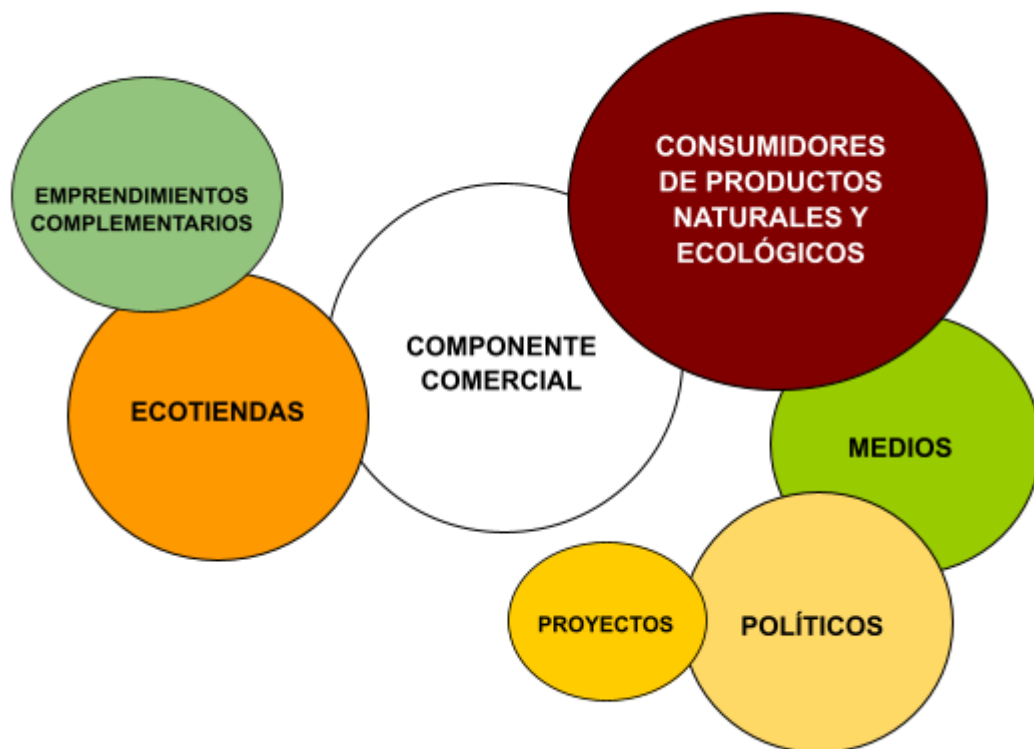 EMPRENDIMIENTOS
COMPLEMENTARIOS
CONSUMIDORES
DE PRODUCTOS
NATURALES Y
ECOLÓGICOS
COMPONENTE
COMERCIAL
ECOTIENDAS
MEDIOS
PROYECTOS
POLÍTICOS